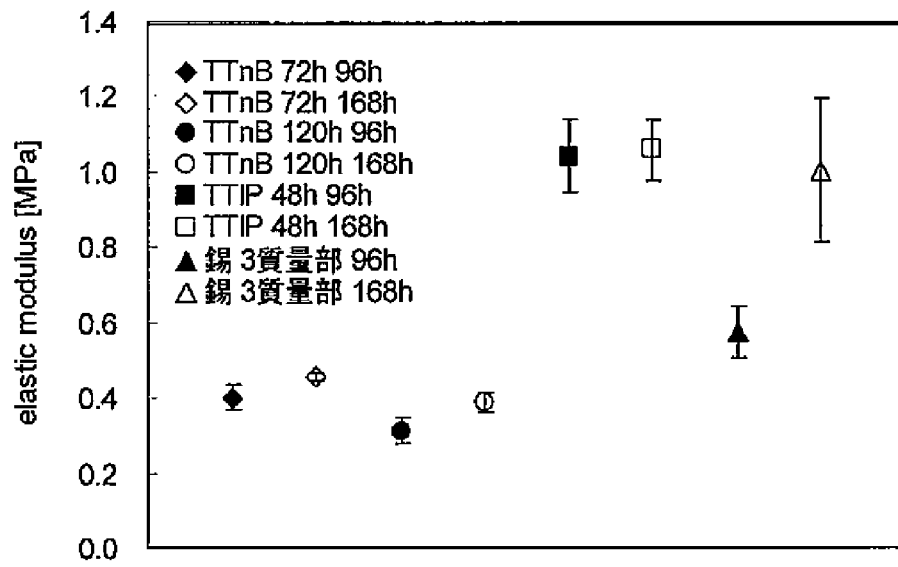 1.4
1.2
1.0
0.8
0.6
0.4
0.2
0.0
elastic modulus [MPa]
TTnB 72h 96h
TTnB 72h 168h
TTnB 120h 96h
TTnB 120h 168h
TTIP 48h 96h
TTIP 48h 168h
錫 3質量部 96h
錫 3質量部 168h